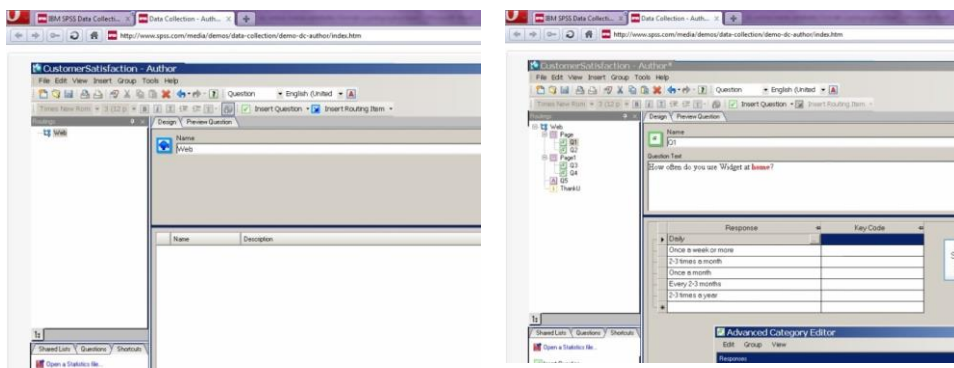 IBM SPSS Data Collecti...
Data Collection - Auth...
http://www.spss.com/media/demos/data-collection/demo-dc-author/index.htm
CustomerSatisfaction - Author
File Edit View Insert Group Tools Help
Question
English (United
Times New Rom
3 (12 p
Insert Question
Insert Routing Item
Routings
Design
Preview Question
Web
Name
Web
Name
Description
Shared Lists
Questions
Shortcuts
Open a Statistics file...
IBM SPSS Data Collecti...
Data Collection - Auth...
http://www.spss.com/media/demos/data-collection/demo-dc-author/index.htm
CustomerSatisfaction - Author*
File Edit View Insert Group Tools Help
Question
English (United
Times New Rom
3 (12 p
Insert Question
Insert Routing Item
Routings
Design
Preview Question
Web
Page
Q1
Q2
Page1
Q3
Q4
Q5
ThankU
Name
Q1
Question Text
How often do you use Widget at home?
Response
Key Code
Daily
Once a week or more
2-3 times a month
Once a month
Every 2-3 months
2-3 times a year
S
Shared Lists
Questions
Shortcuts
Open a Statistics file...
Advanced Category Editor
Edit Group View
Responses